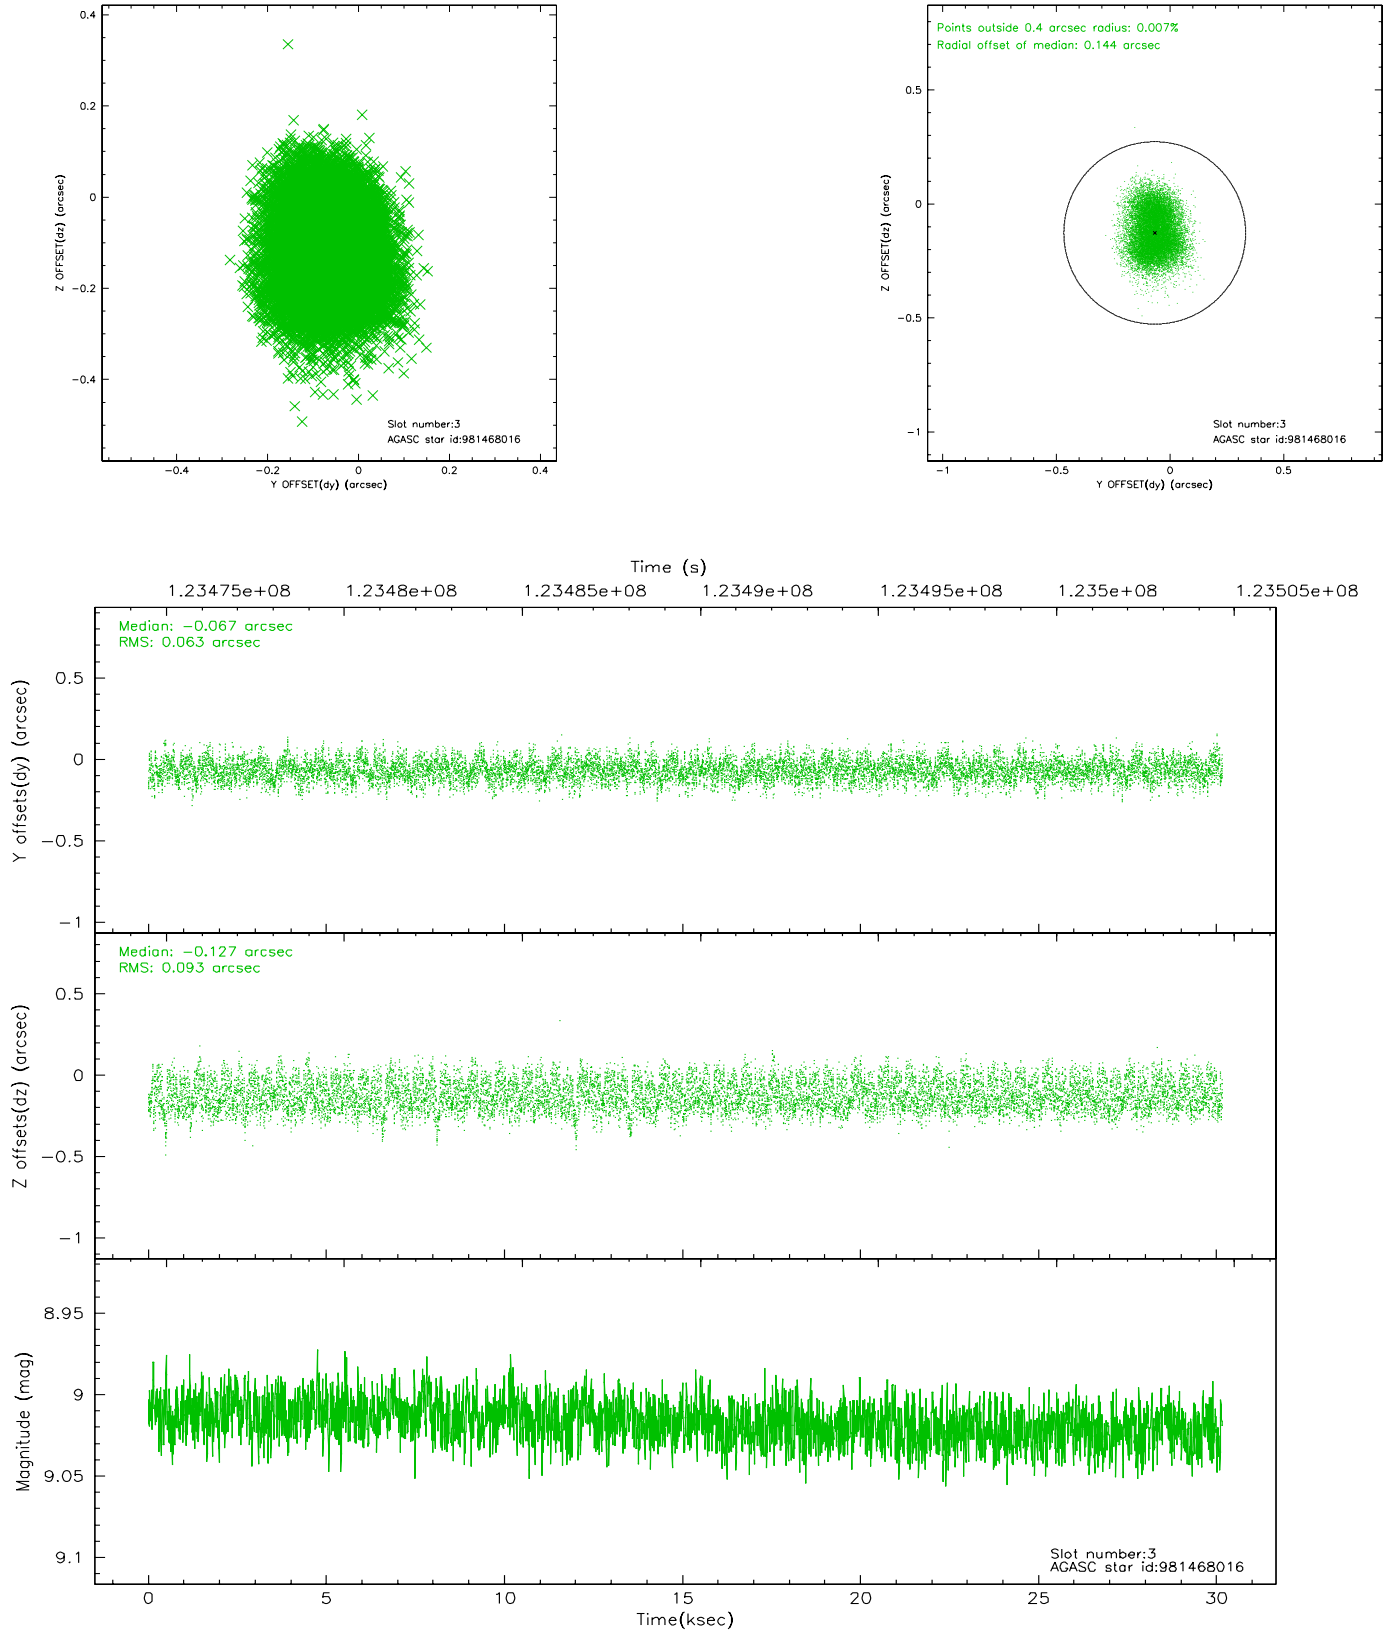 0.4
0.2
0
−0.2
−0.4
Z OFFSET(dz) (arcsec)
Slot number:3
AGASC star id:981468016
−0.4 −0.2 0 0.2 0.4
Y OFFSET(dy) (arcsec)
Points outside 0.4 arcsec radius: 0.007%
Radial offset of median: 0.144 arcsec
0.5
0
−0.5
−1
Z OFFSET(dz) (arcsec)
Slot number:3
AGASC star id:981468016
−1 −0.5 0 0.5
Y OFFSET(dy) (arcsec)
Time (s)
1.23475e+08 1.2348e+08 1.23485e+08 1.2349e+08 1.23495e+08 1.235e+08 1.23505e+08
Median: −0.067 arcsec
RMS: 0.063 arcsec
0.5
0
−0.5
−1
Y offsets(dy) (arcsec)
Median: −0.127 arcsec
RMS: 0.093 arcsec
0.5
0
−0.5
−1
Z offsets(dz) (arcsec)
8.95
9
9.05
9.1
Magnitude (mag)
Slot number:3
AGASC star id:981468016
0 5 10 15 20 25 30
Time(ksec)